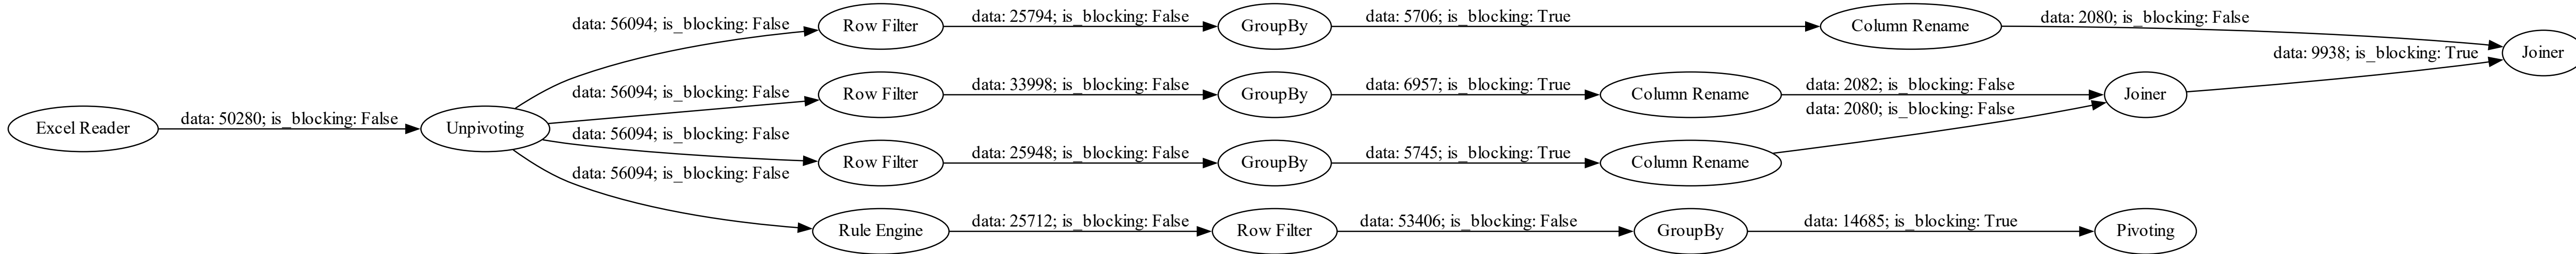 data: 56094; is_blocking: False
Row Filter
data: 25794; is_blocking: False
GroupBy
data: 5706; is_blocking: True
Column Rename
data: 2080; is_blocking: False
Joiner
data: 9938; is_blocking: True
data: 56094; is_blocking: False
Row Filter
data: 33998; is_blocking: False
GroupBy
data: 6957; is_blocking: True
Column Rename
data: 2082; is_blocking: False
Joiner
data: 2080; is_blocking: False
Excel Reader
data: 50280; is_blocking: False
Unpivoting
data: 56094; is_blocking: False
Row Filter
data: 25948; is_blocking: False
GroupBy
data: 5745; is_blocking: True
Column Rename
data: 56094; is_blocking: False
Rule Engine
data: 25712; is_blocking: False
Row Filter
data: 53406; is_blocking: False
GroupBy
data: 14685; is_blocking: True
Pivoting